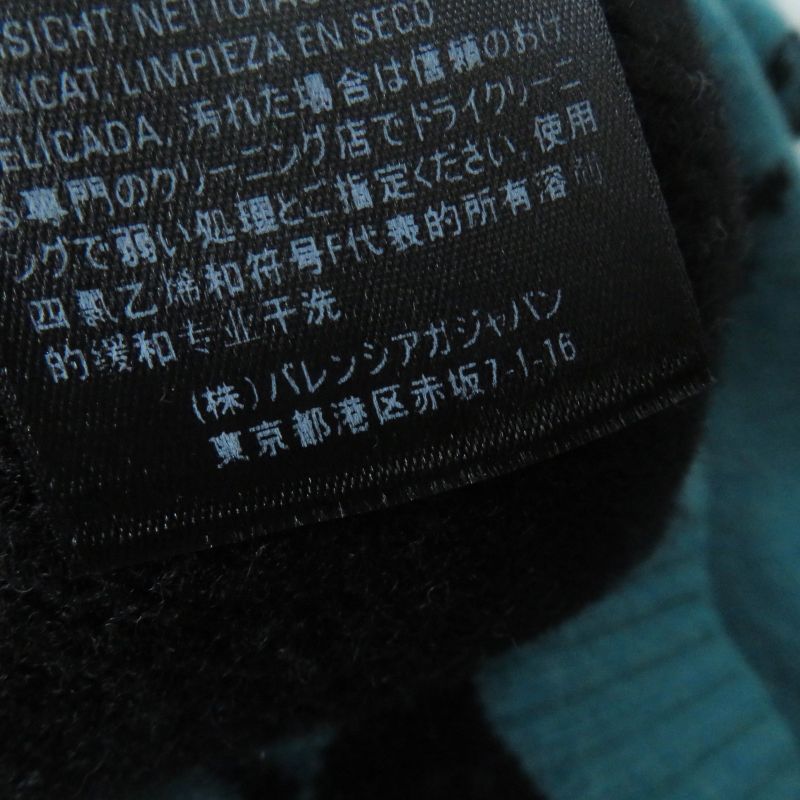 SICHT, NETTOYAG
LICAT, LIMPIEZA EN SECO
ELICADA, 汚れた場合は信頼のおけ
る専門のクリーニング店でドライクリーニ
ングで弱い処理とご指定ください, 使用
四氯乙烯和符号F代表的所有溶剂
的缓和专业干洗
(株)バレンシアガジャパン
東京都港区赤坂7-1-16